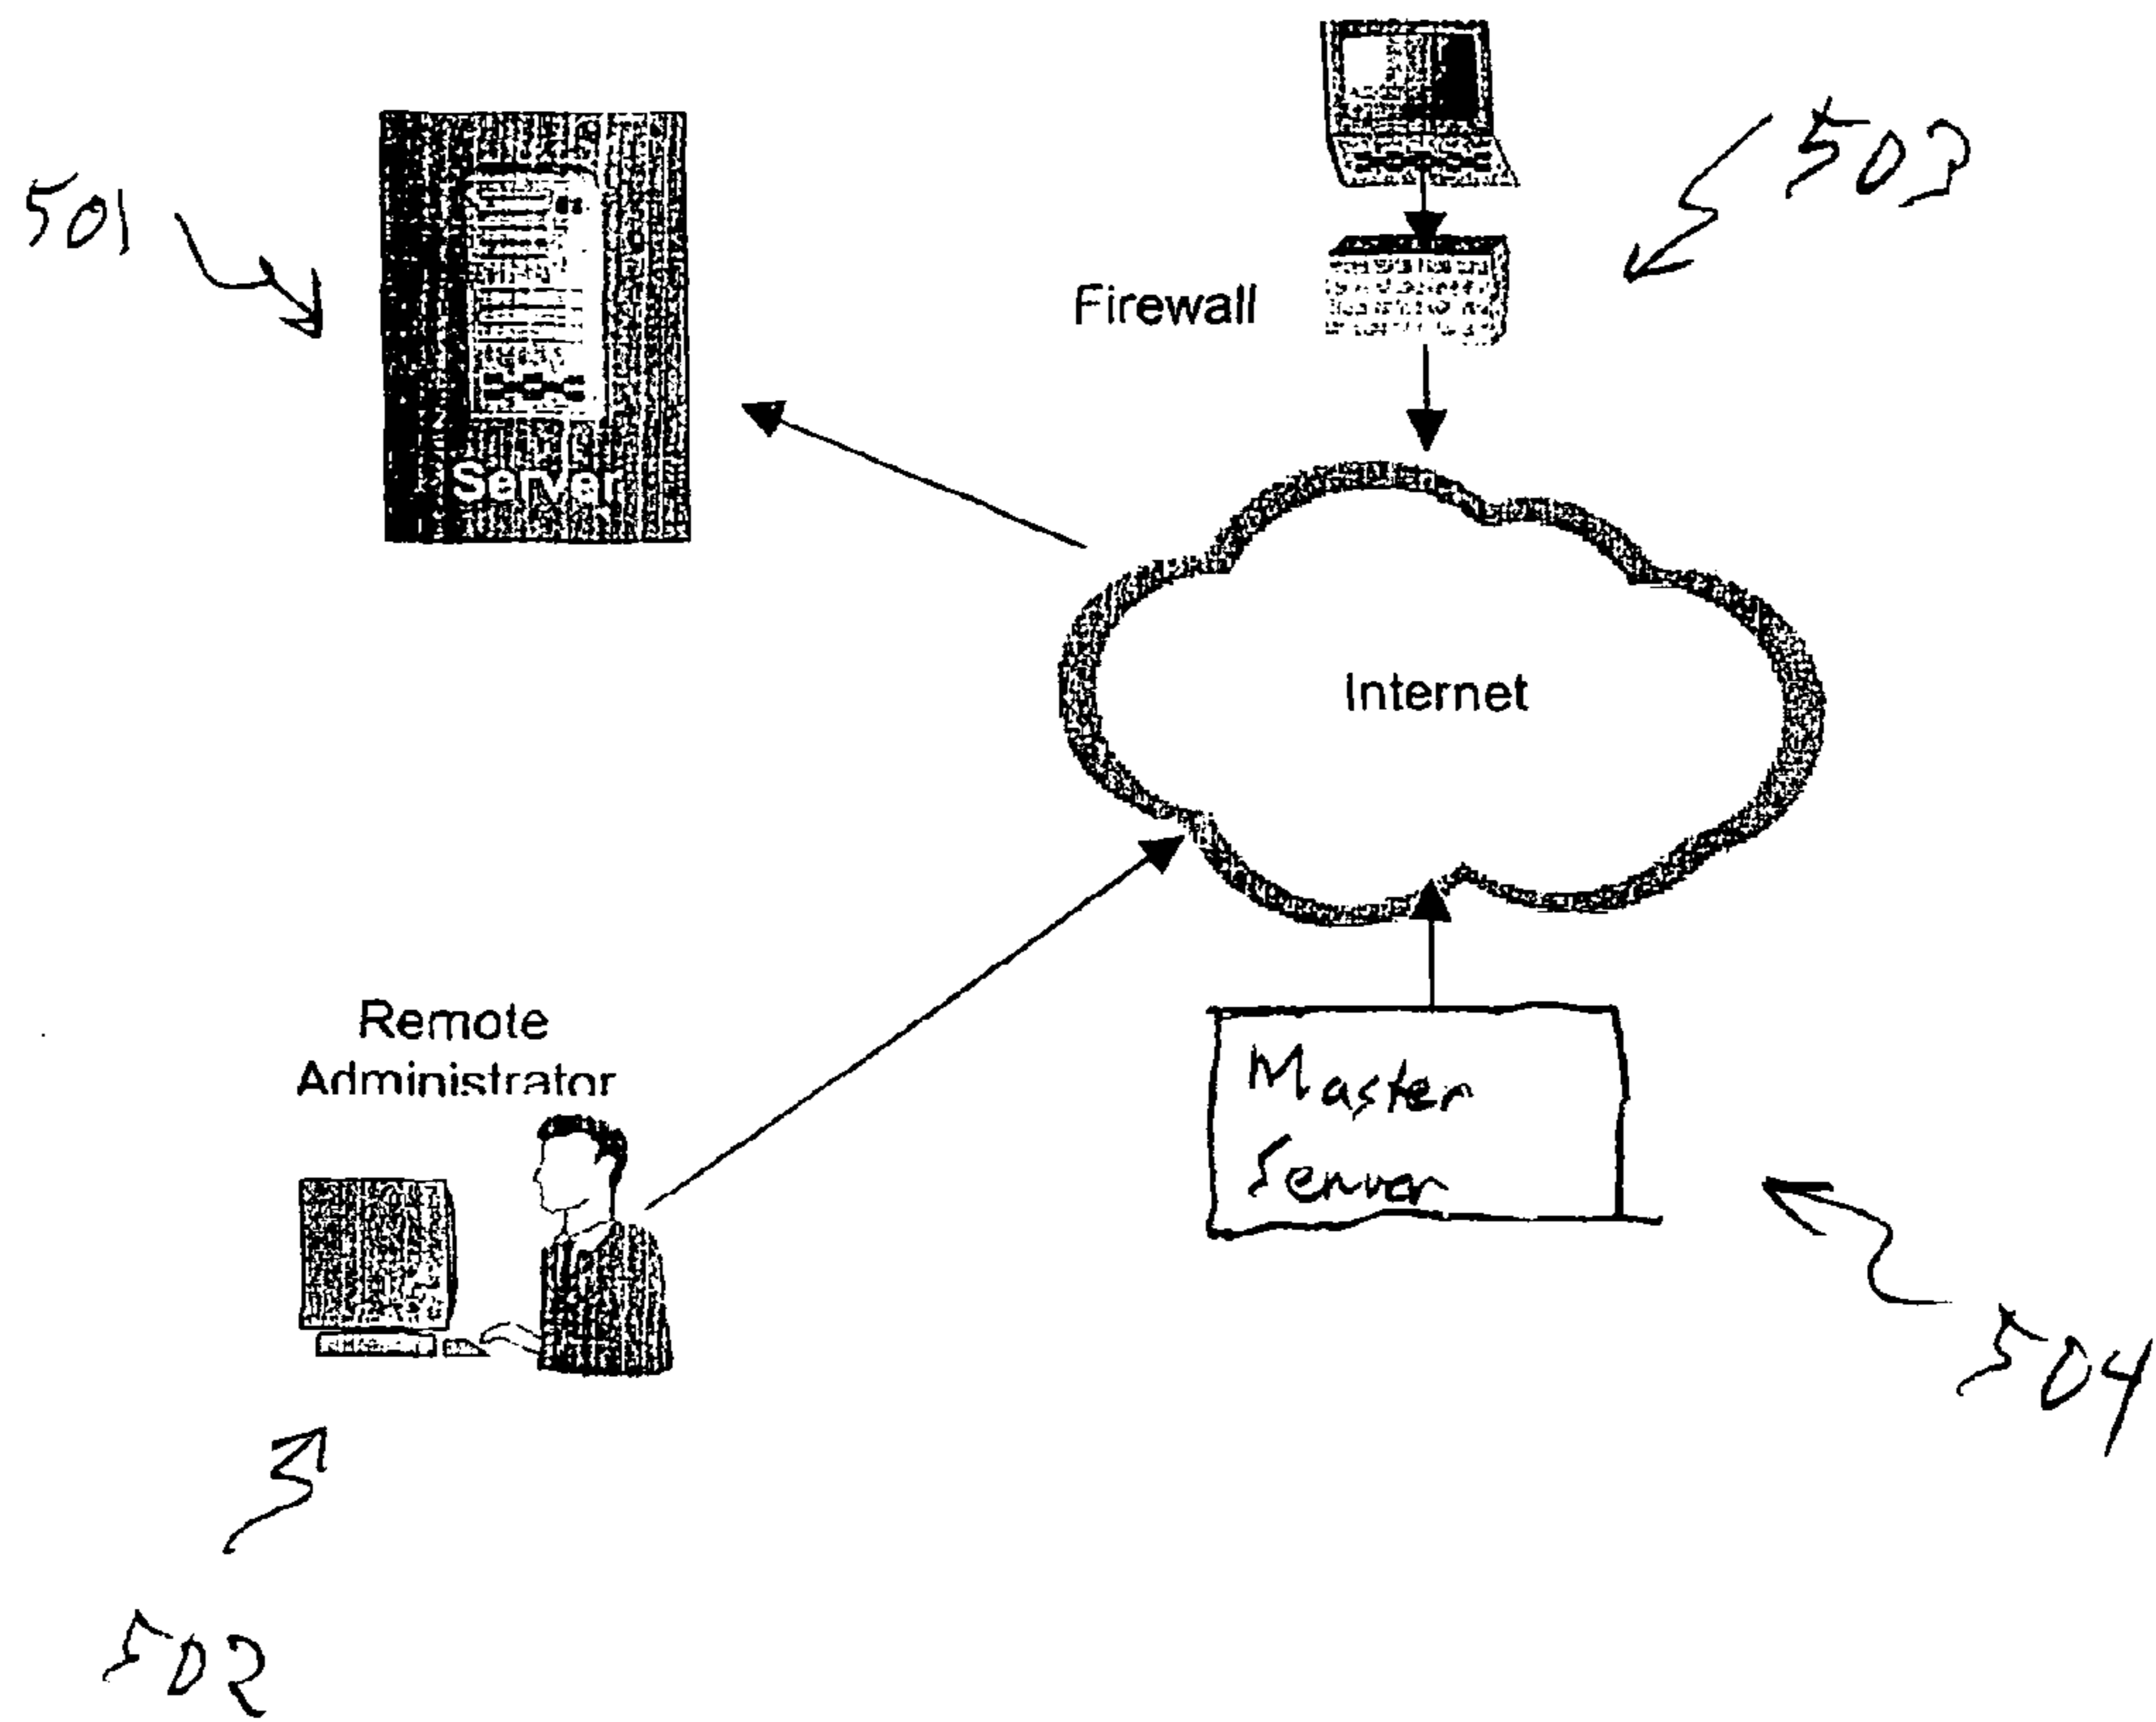 501
503
Firewall
Server
Internet
Remote
Administrator
Master
Server
504
502